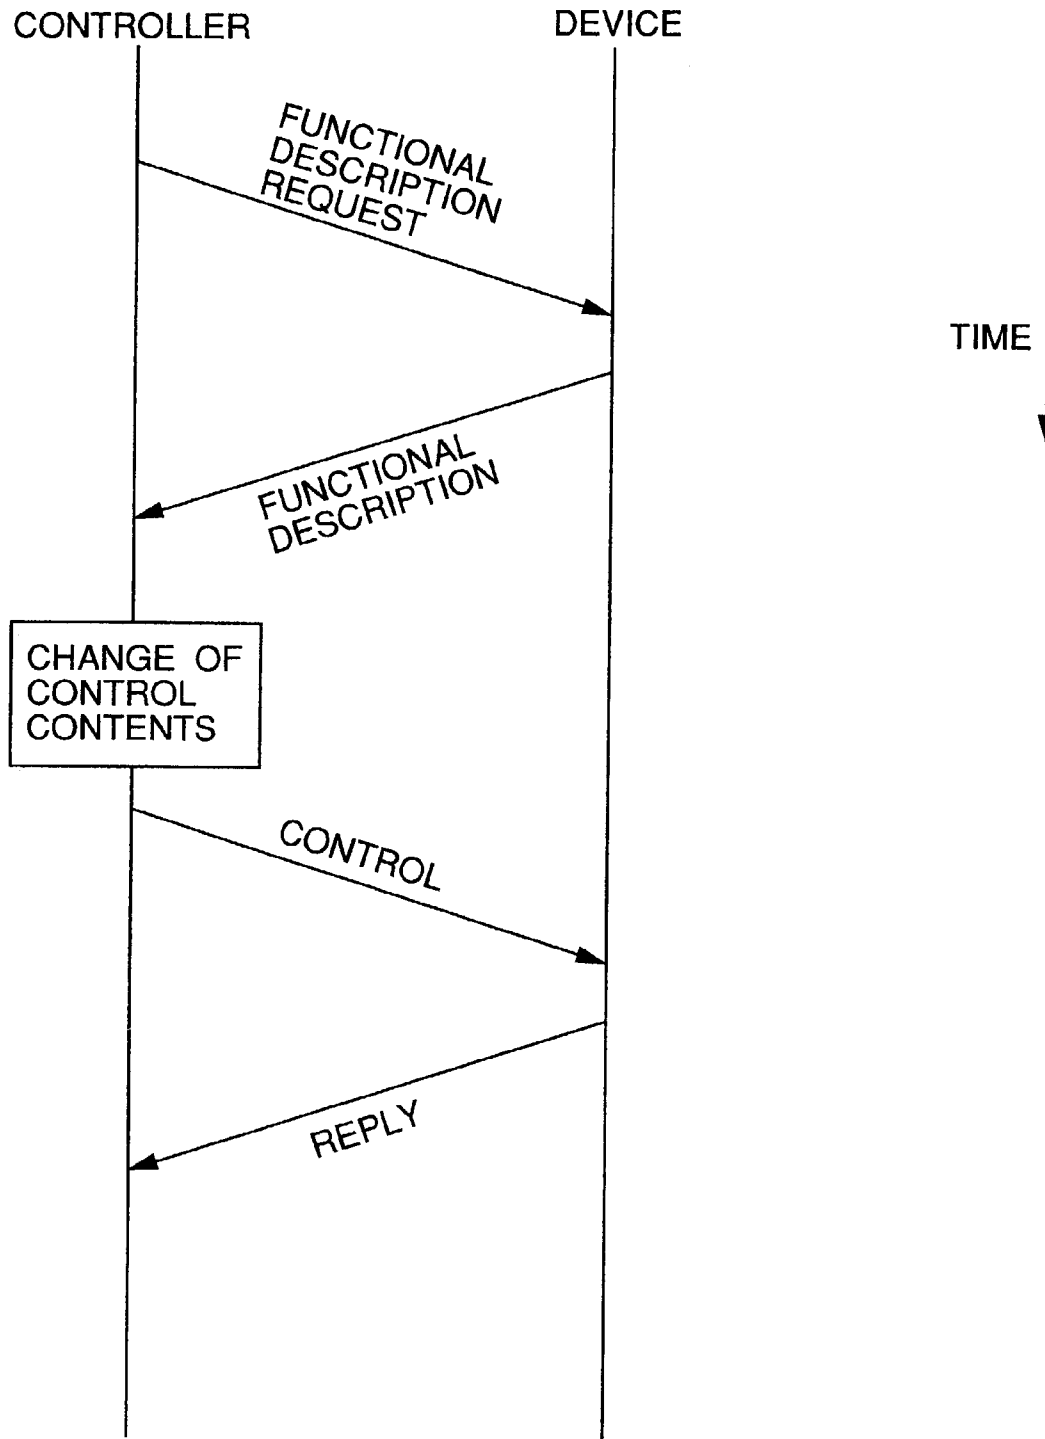 CONTROLLER
DEVICE
FUNCTIONAL
DESCRIPTION
REQUEST
TIME
FUNCTIONAL
DESCRIPTION
CHANGE OF
CONTROL
CONTENTS
CONTROL
REPLY